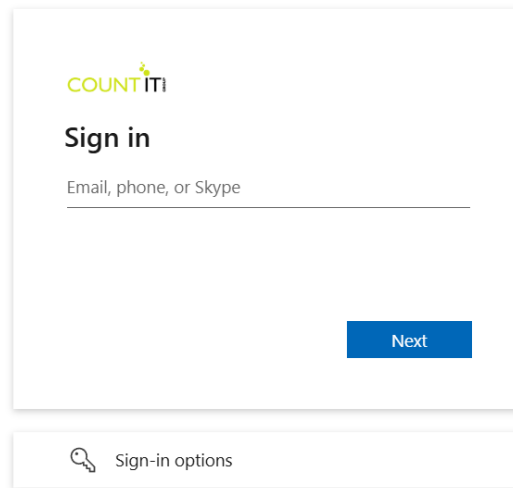 COUNT IT
Sign in
Email, phone, or Skype
Next
Sign-in options